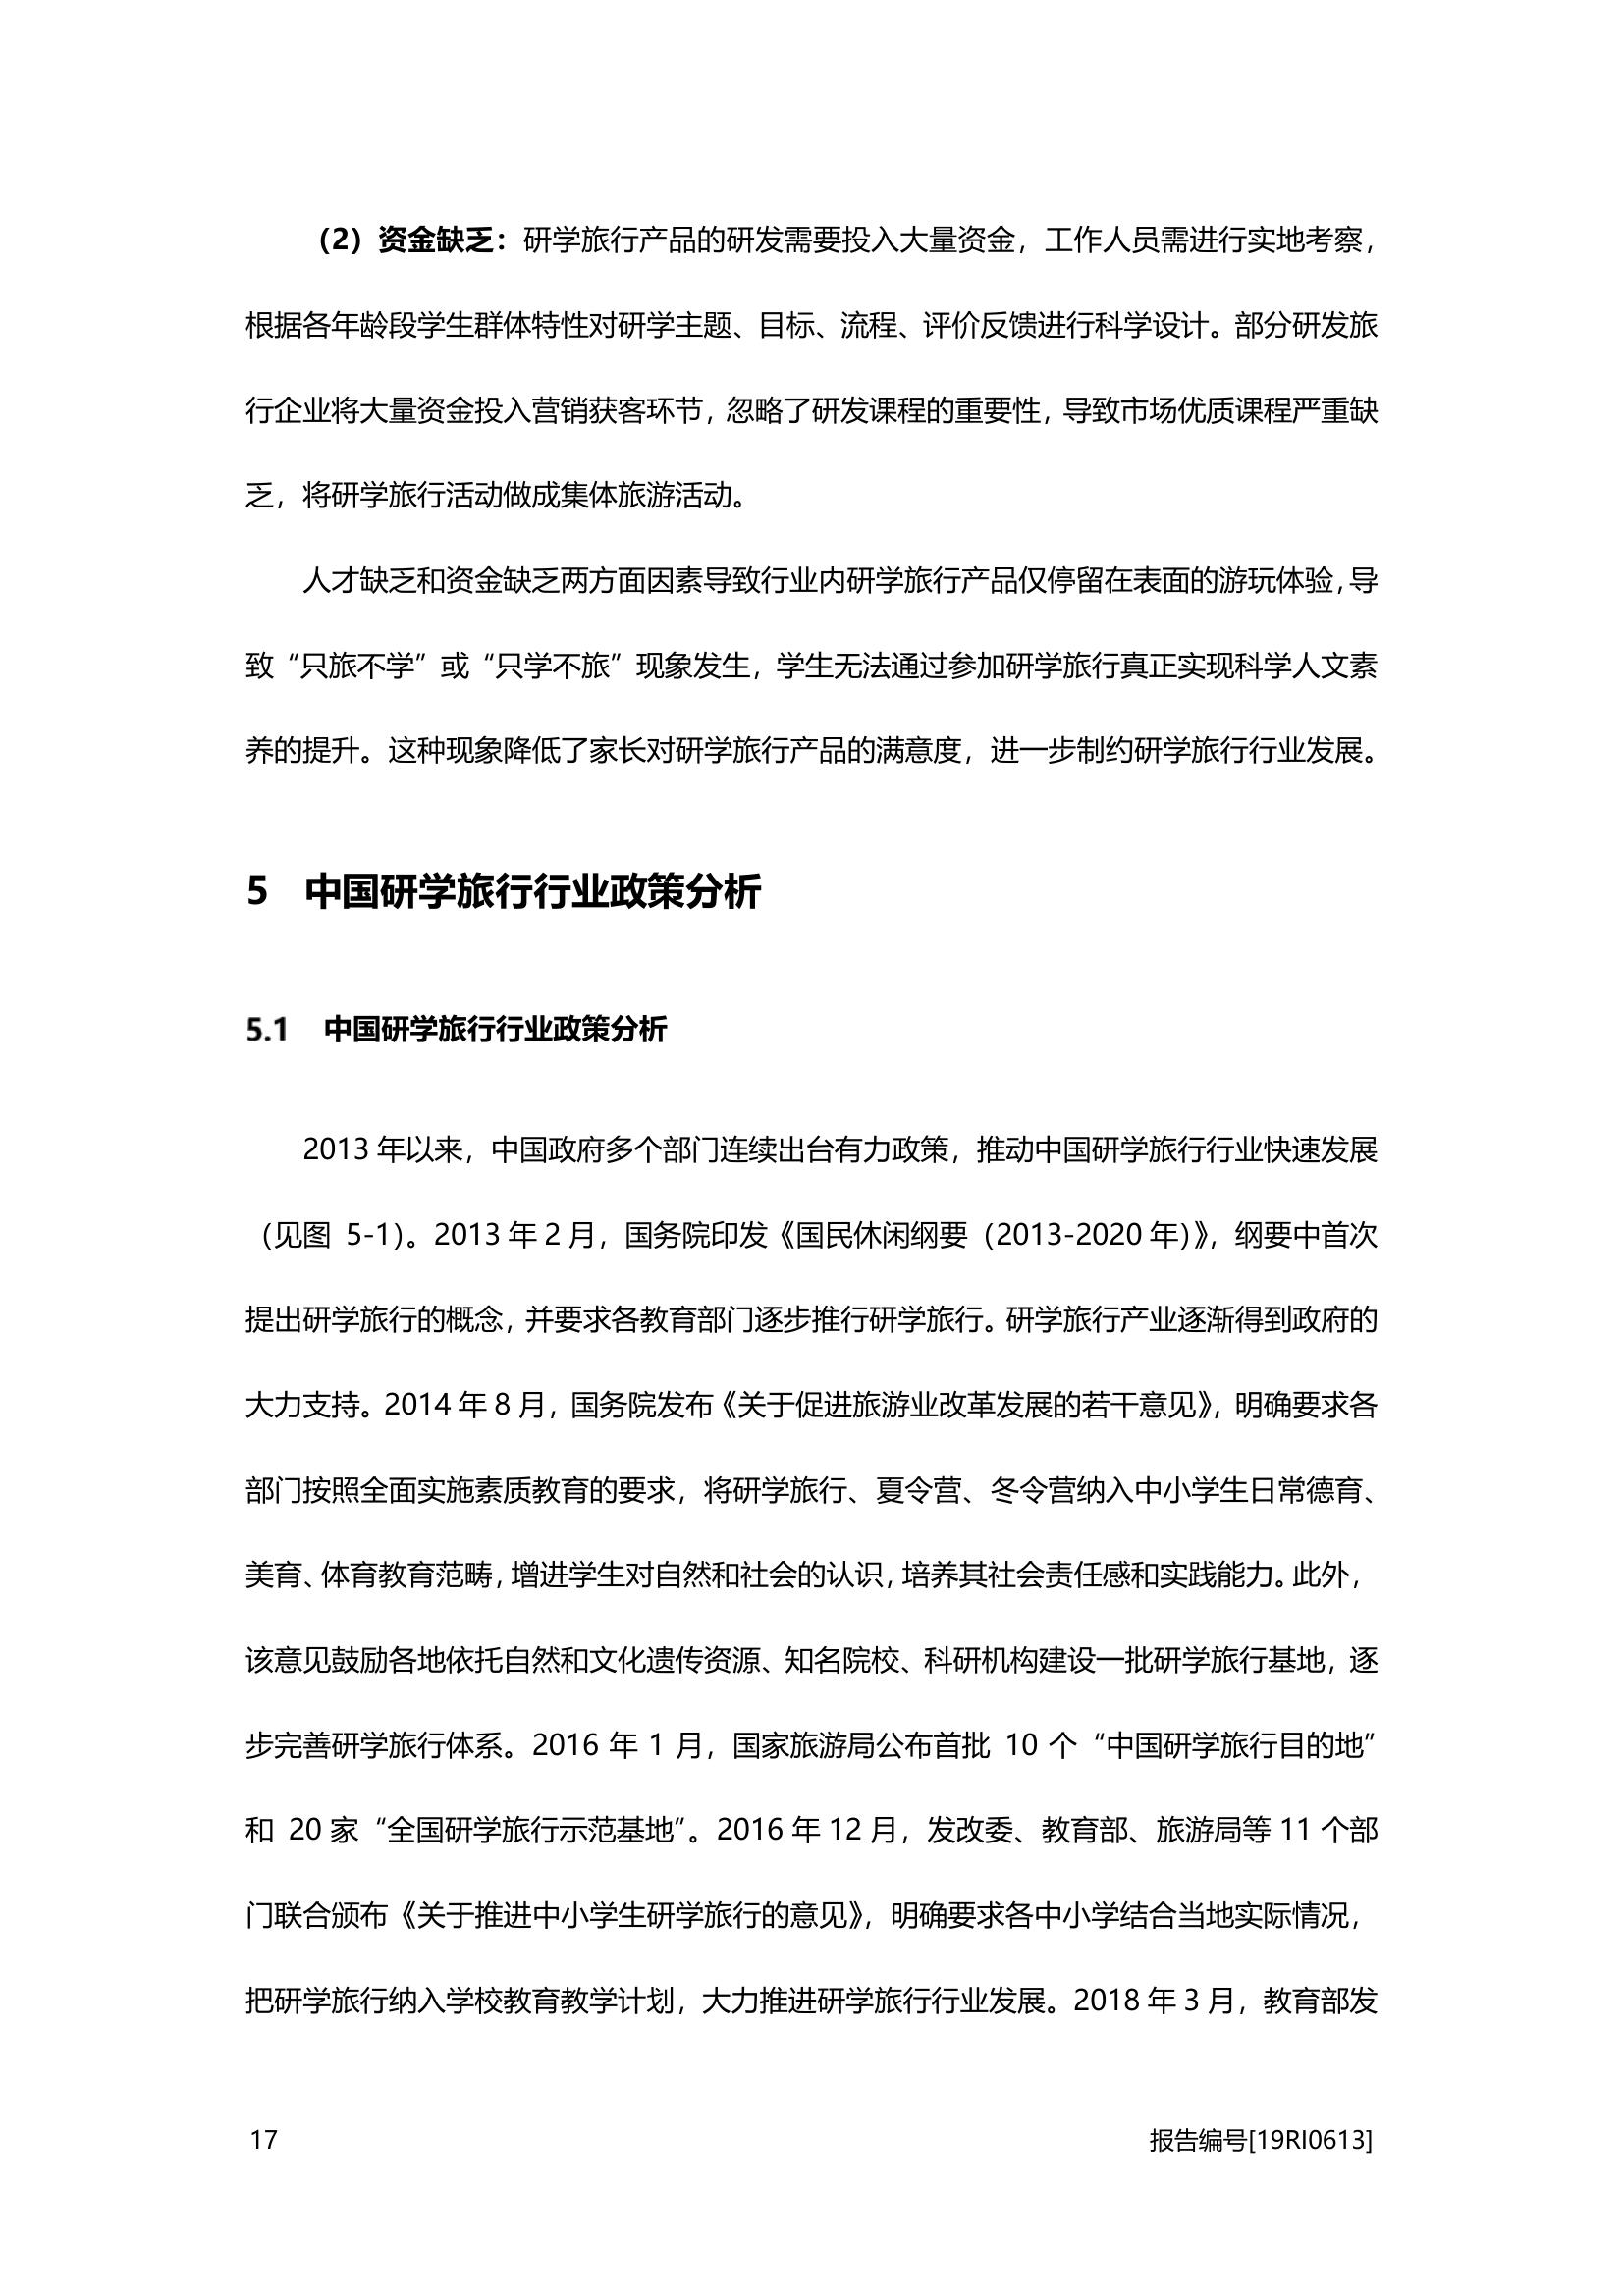 （2）资金缺乏：研学旅行产品的研发需要投入大量资金，工作人员需进行实地考察，
根据各年龄段学生群体特性对研学主题、目标、流程、评价反馈进行科学设计。部分研发旅
行企业将大量资金投入营销获客环节，忽略了研发课程的重要性，导致市场优质课程严重缺
乏，将研学旅行活动做成集体旅游活动。
人才缺乏和资金缺乏两方面因素导致行业内研学旅行产品仅停留在表面的游玩体验，导
致“只旅不学”或“只学不旅”现象发生，学生无法通过参加研学旅行真正实现科学人文素
养的提升。这种现象降低了家长对研学旅行产品的满意度，进一步制约研学旅行行业发展。
5 中国研学旅行行业政策分析
5.1 中国研学旅行行业政策分析
2013 年以来，中国政府多个部门连续出台有力政策，推动中国研学旅行行业快速发展
（见图 5-1）。2013 年 2 月，国务院印发《国民休闲纲要（2013-2020 年）》，纲要中首次
提出研学旅行的概念，并要求各教育部门逐步推行研学旅行。研学旅行产业逐渐得到政府的
大力支持。2014 年 8 月，国务院发布《关于促进旅游业改革发展的若干意见》，明确要求各
部门按照全面实施素质教育的要求，将研学旅行、夏令营、冬令营纳入中小学生日常德育、
美育、体育教育范畴，增进学生对自然和社会的认识，培养其社会责任感和实践能力。此外，
该意见鼓励各地依托自然和文化遗传资源、知名院校、科研机构建设一批研学旅行基地，逐
步完善研学旅行体系。2016 年 1 月，国家旅游局公布首批 10 个“中国研学旅行目的地”
和 20 家“全国研学旅行示范基地”。2016 年 12 月，发改委、教育部、旅游局等 11 个部
门联合颁布《关于推进中小学生研学旅行的意见》，明确要求各中小学结合当地实际情况，
把研学旅行纳入学校教育教学计划，大力推进研学旅行行业发展。2018 年 3 月，教育部发
17 报告编号[19RI0613]